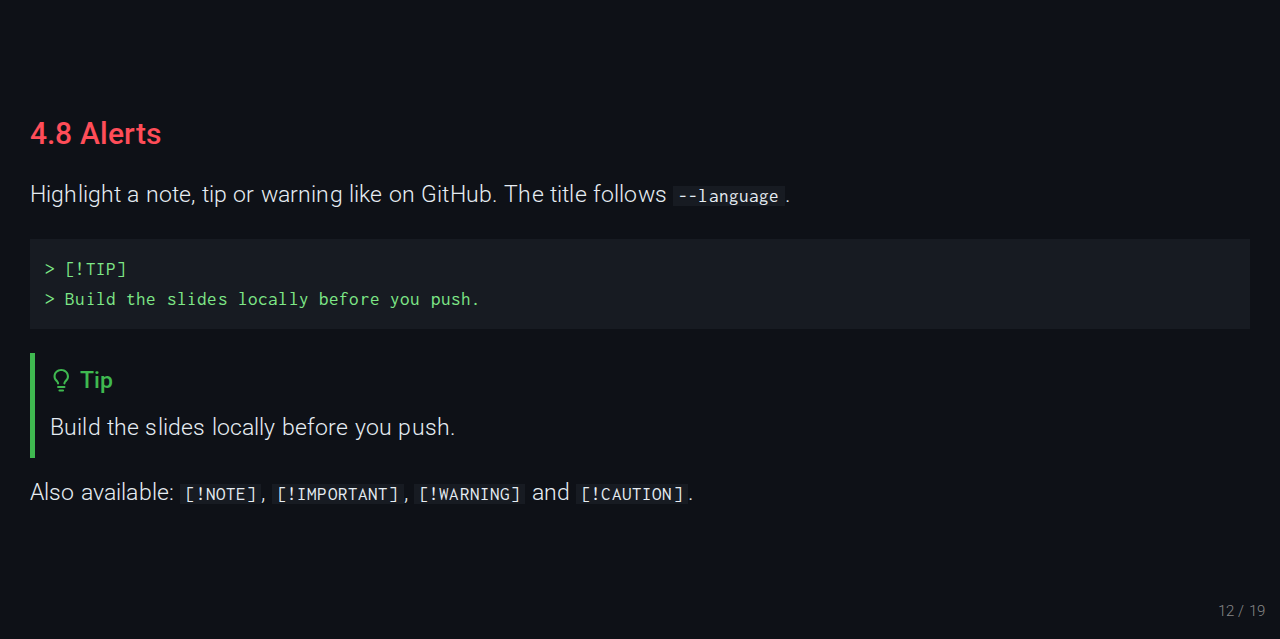 4.8 Alerts
Highlight a note, tip or warning like on GitHub. The title follows --language.
> [!TIP]
> Build the slides locally before you push.
Tip
Build the slides locally before you push.
Also available: [!NOTE], [!IMPORTANT], [!WARNING] and [!CAUTION].
12 / 19